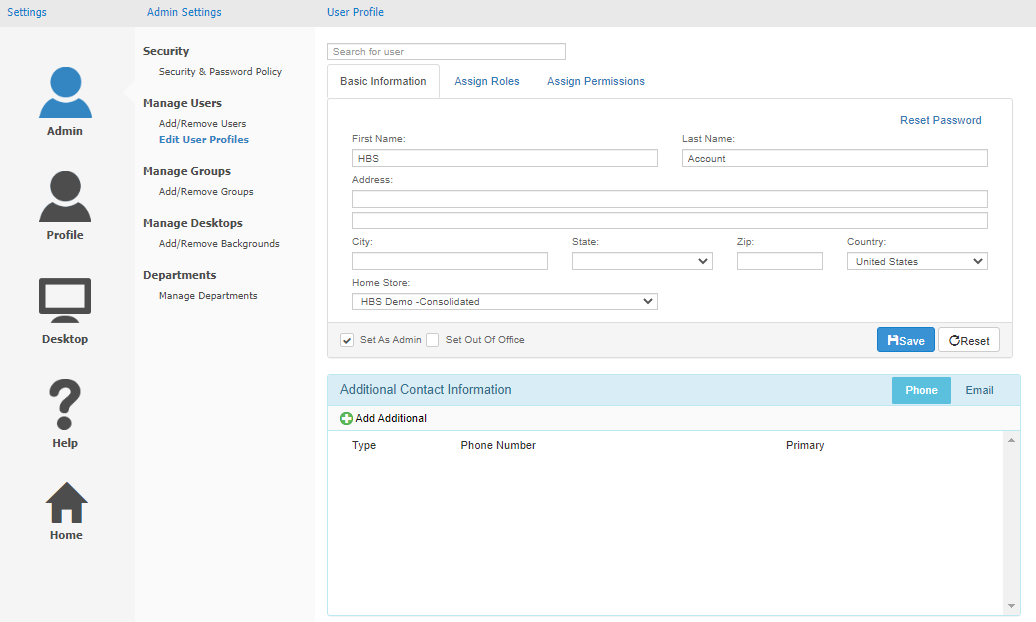 Settings
Admin Settings
User Profile
Admin
Profile
Desktop
Help
Home
Security
Security & Password Policy
Manage Users
Add/Remove Users
Edit User Profiles
Manage Groups
Add/Remove Groups
Manage Desktops
Add/Remove Backgrounds
Departments
Manage Departments
Search for user
Basic Information Assign Roles Assign Permissions
Reset Password
First Name: Last Name:
HBS Account
Address:
City: State: Zip: Country:
United States
Home Store:
HBS Demo -Consolidated
Set As Admin Set Out Of Office Save Reset
Additional Contact Information Phone Email
Add Additional
Type Phone Number Primary